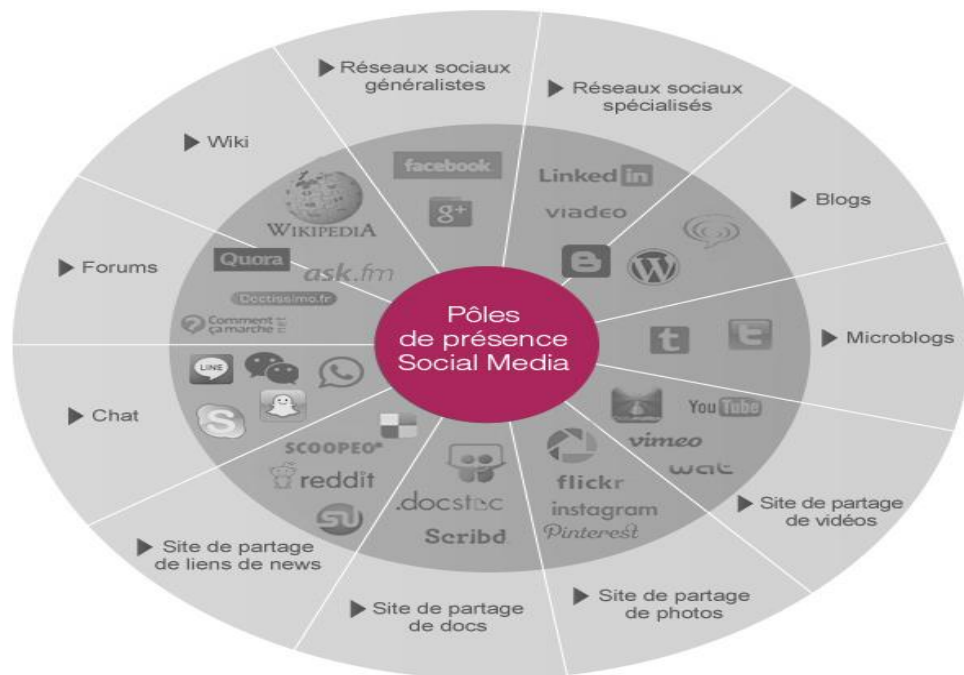 Réseaux sociaux
généralistes
Réseaux sociaux
spécialisés
Wiki
Blogs
Forums
Microblogs
Chat
Site de partage
de vidéos
Site de partage
de liens de news
Site de partage
de docs
Site de partage
de photos
Pôles
de présence
Social Media
facebook
g+
Linked in
viadeo
WIKIPEDIA
Quora
ask.fm
Doctissimo.fr
Comment
ça marche
.net
LINE
S
B
W
t
t
You Tube
vimeo
wat
SCOOPEO
reddit
docstoc
Scribd.
flickr
instagram
Pinterest